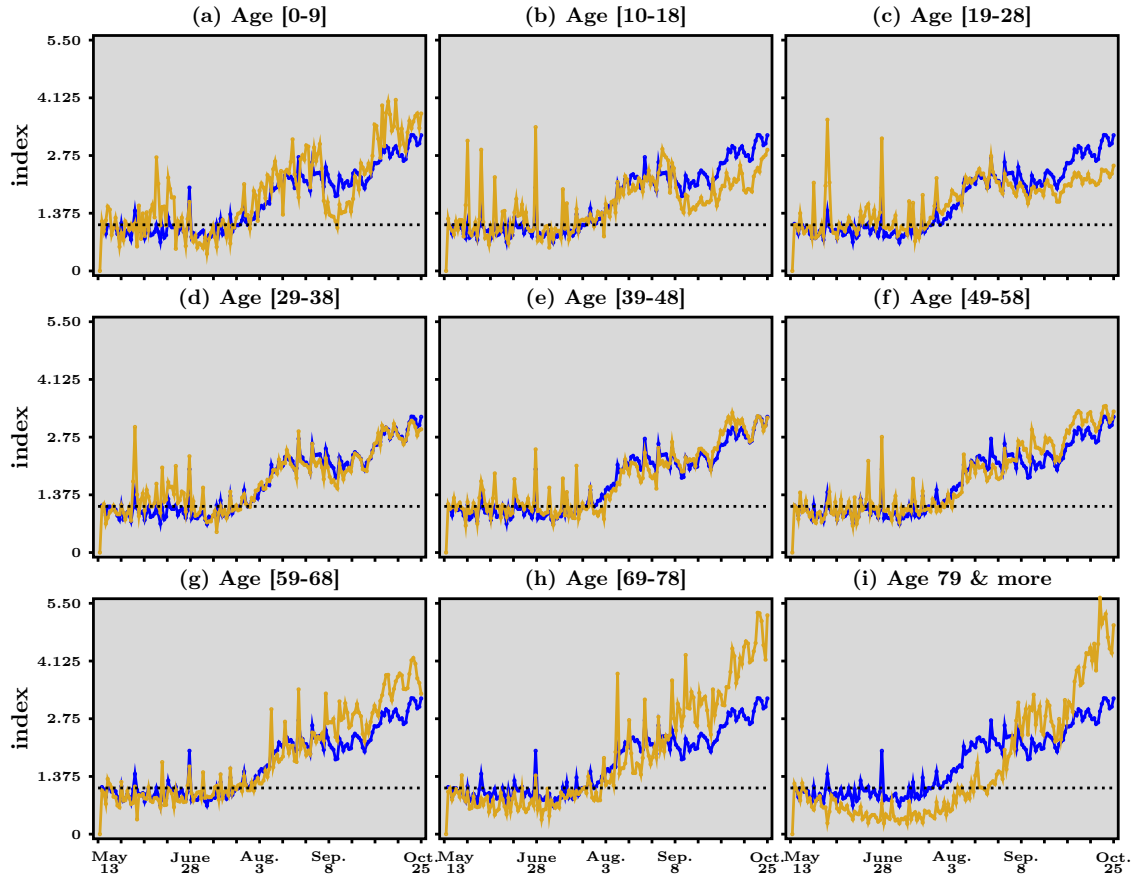 (a) Age [0-9] (b) Age [10-18] (c) Age [19-28]
5.50
4.125
2.75
1.375
0
index
(d) Age [29-38] (e) Age [39-48] (f) Age [49-58]
5.50
4.125
2.75
1.375
0
index
(g) Age [59-68] (h) Age [69-78] (i) Age 79 & more
5.50
4.125
2.75
1.375
0
index
May June Aug. Sep. Oct. May June Aug. Sep. Oct. May June Aug. Sep. Oct.
13 28 3 8 25 13 28 3 8 25 13 28 3 8 25